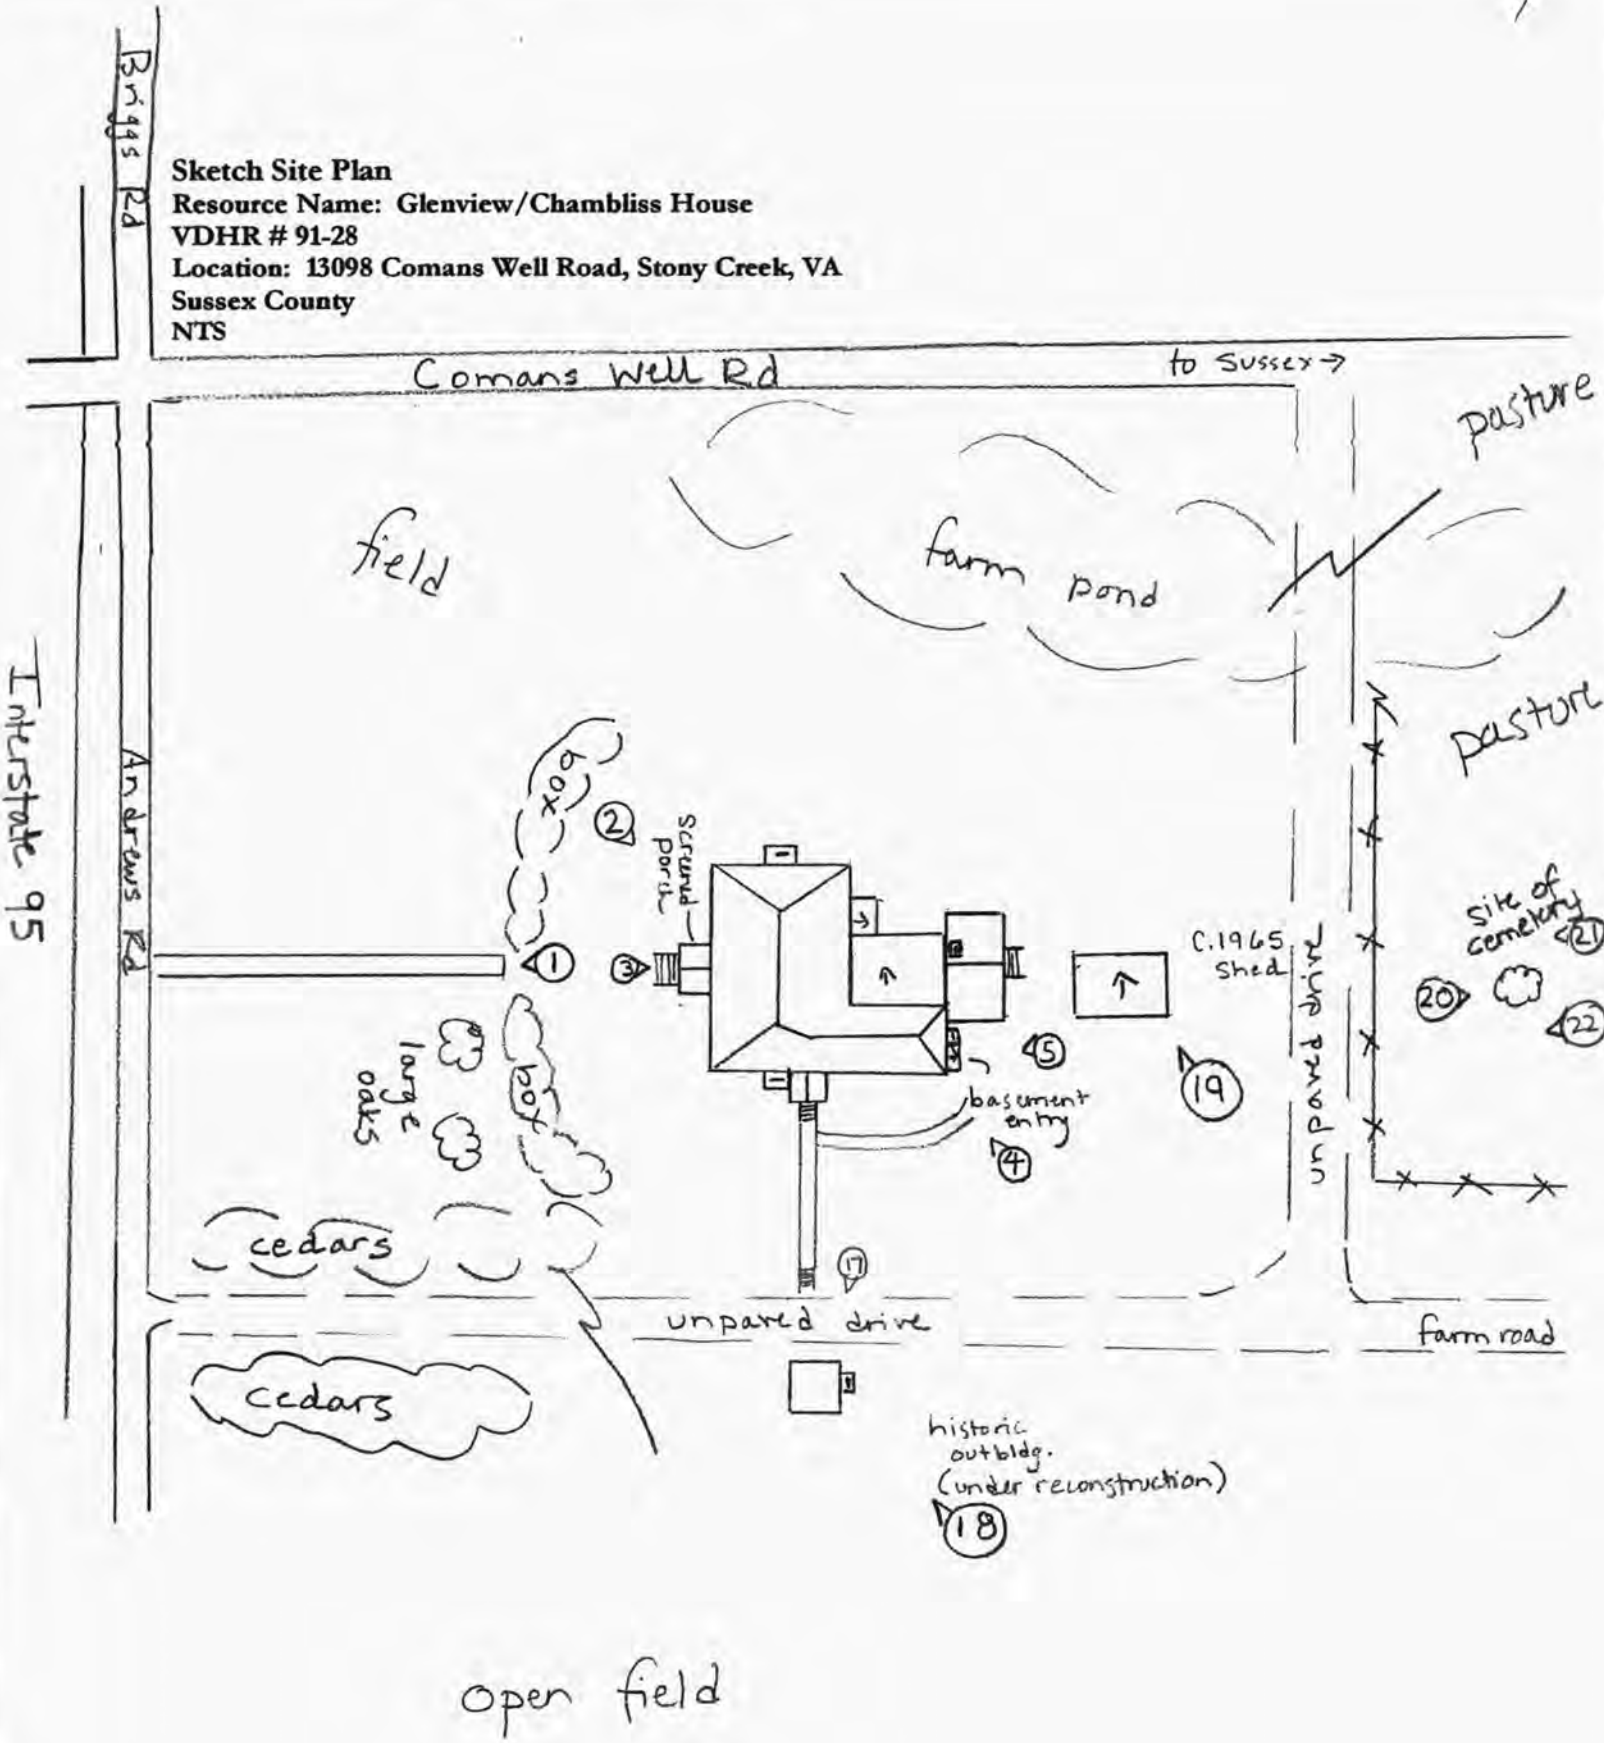 Briggs Rd
Sketch Site Plan
Resource Name: Glenview/Chambliss House
VDHR # 91-28
Location: 13098 Comans Well Road, Stony Creek, VA
Sussex County
NTS
Comans Well Rd
to Sussex →
pasture
field
farm pond
Interstate 95
Andrews Rd
pasture
box
2
screened
porch
1
3
C.1965
shed
unpaved drive
site of
cemetery
21
20
22
large
oaks
box
5
19
basement
entry
4
cedars
17
unpaved drive
farm road
cedars
historic
outbldg.
(under reconstruction)
18
open field